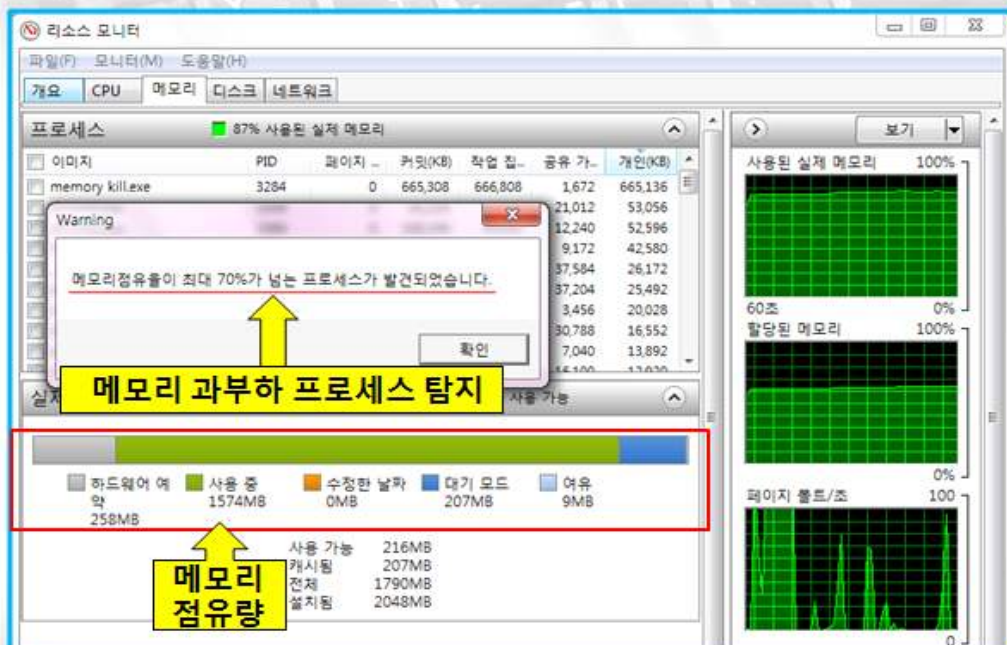 리소스 모니터
파일(F) 모니터(M) 도움말(H)
개요 CPU 메모리 디스크 네트워크
프로세스 87% 사용된 실제 메모리
이미지 PID 페이지 ... 커밋(KB) 작업 집... 공유 가... 개인(KB)
memory kill.exe 3284 0 665,308 666,808 1,672 665,136
21,012 53,056
12,240 52,596
9,172 42,580
37,584 26,172
37,204 25,492
3,456 20,028
30,788 16,552
7,040 13,892
Warning
메모리점유율이 최대 70%가 넘는 프로세스가 발견되었습니다.
확인
메모리 과부하 프로세스 탐지
사용 가능
하드웨어 예약
258MB
사용 중
1574MB
수정한 날짜
0MB
대기 모드
207MB
여유
9MB
메모리
점유량
사용 가능 216MB
캐시됨 207MB
전체 1790MB
설치됨 2048MB
보기
사용된 실제 메모리 100%
60초 0%
할당된 메모리 100%
0%
페이지 폴트/초 100
0